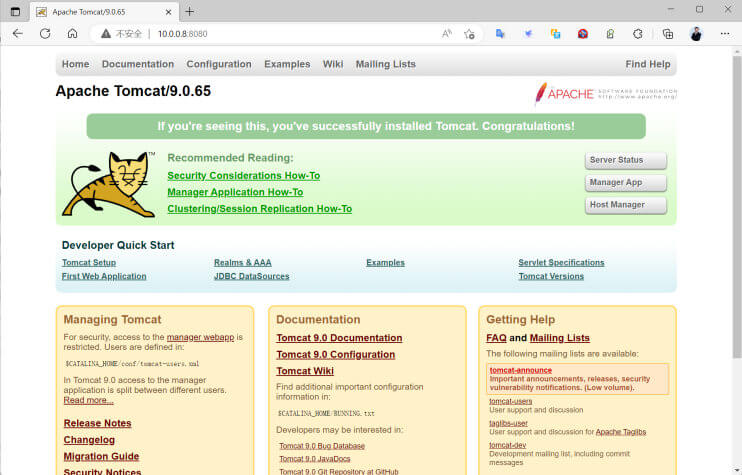 Apache Tomcat/9.0.65
不安全 | 10.0.0.8:8080
Home Documentation Configuration Examples Wiki Mailing Lists Find Help
Apache Tomcat/9.0.65
APACHE SOFTWARE FOUNDATION
http://www.apache.org/
If you're seeing this, you've successfully installed Tomcat. Congratulations!
TM
Recommended Reading:
Security Considerations How-To
Manager Application How-To
Clustering/Session Replication How-To
Server Status
Manager App
Host Manager
Developer Quick Start
Tomcat Setup
First Web Application
Realms & AAA
JDBC DataSources
Examples
Servlet Specifications
Tomcat Versions
Managing Tomcat
For security, access to the manager webapp is
restricted. Users are defined in:
$CATALINA_HOME/conf/tomcat-users.xml
In Tomcat 9.0 access to the manager
application is split between different users.
Read more...
Release Notes
Changelog
Migration Guide
Security Notices
Documentation
Tomcat 9.0 Documentation
Tomcat 9.0 Configuration
Tomcat Wiki
Find additional important configuration
information in:
$CATALINA_HOME/RUNNING.txt
Developers may be interested in:
Tomcat 9.0 Bug Database
Tomcat 9.0 JavaDocs
Tomcat 9.0 Git Repository at GitHub
Getting Help
FAQ and Mailing Lists
The following mailing lists are available:
tomcat-announce
Important announcements, releases, security
vulnerability notifications. (Low volume).
tomcat-users
User support and discussion
taglibs-user
User support and discussion for Apache Taglibs
tomcat-dev
Development mailing list, including commit
messages